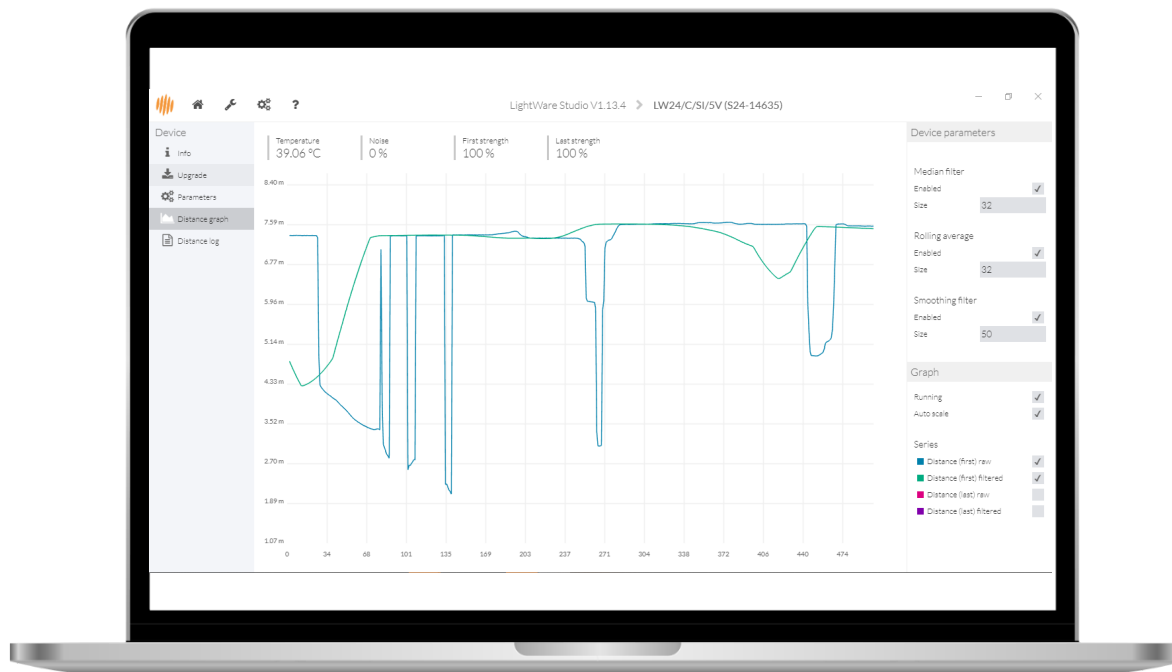 ?
LightWare Studio V1.13.4 > LW24/C/SI/5V (S24-14635)
Device
Info
Upgrade
Parameters
Distance graph
Distance log
Temperature
39.06 ºC
Noise
0 %
First strength
100 %
Last strength
100 %
8.40 m
7.59 m
6.77 m
5.96 m
5.14 m
4.33 m
3.52 m
2.70 m
1.89 m
1.07 m
0 34 68 101 135 169 203 237 271 304 338 372 406 440 474
Device parameters
Median filter
Enabled
Size 32
Rolling average
Enabled
Size 32
Smoothing filter
Enabled
Size 50
Graph
Running
Auto scale
Series
Distance (first) raw
Distance (first) filtered
Distance (last) raw
Distance (last) filtered